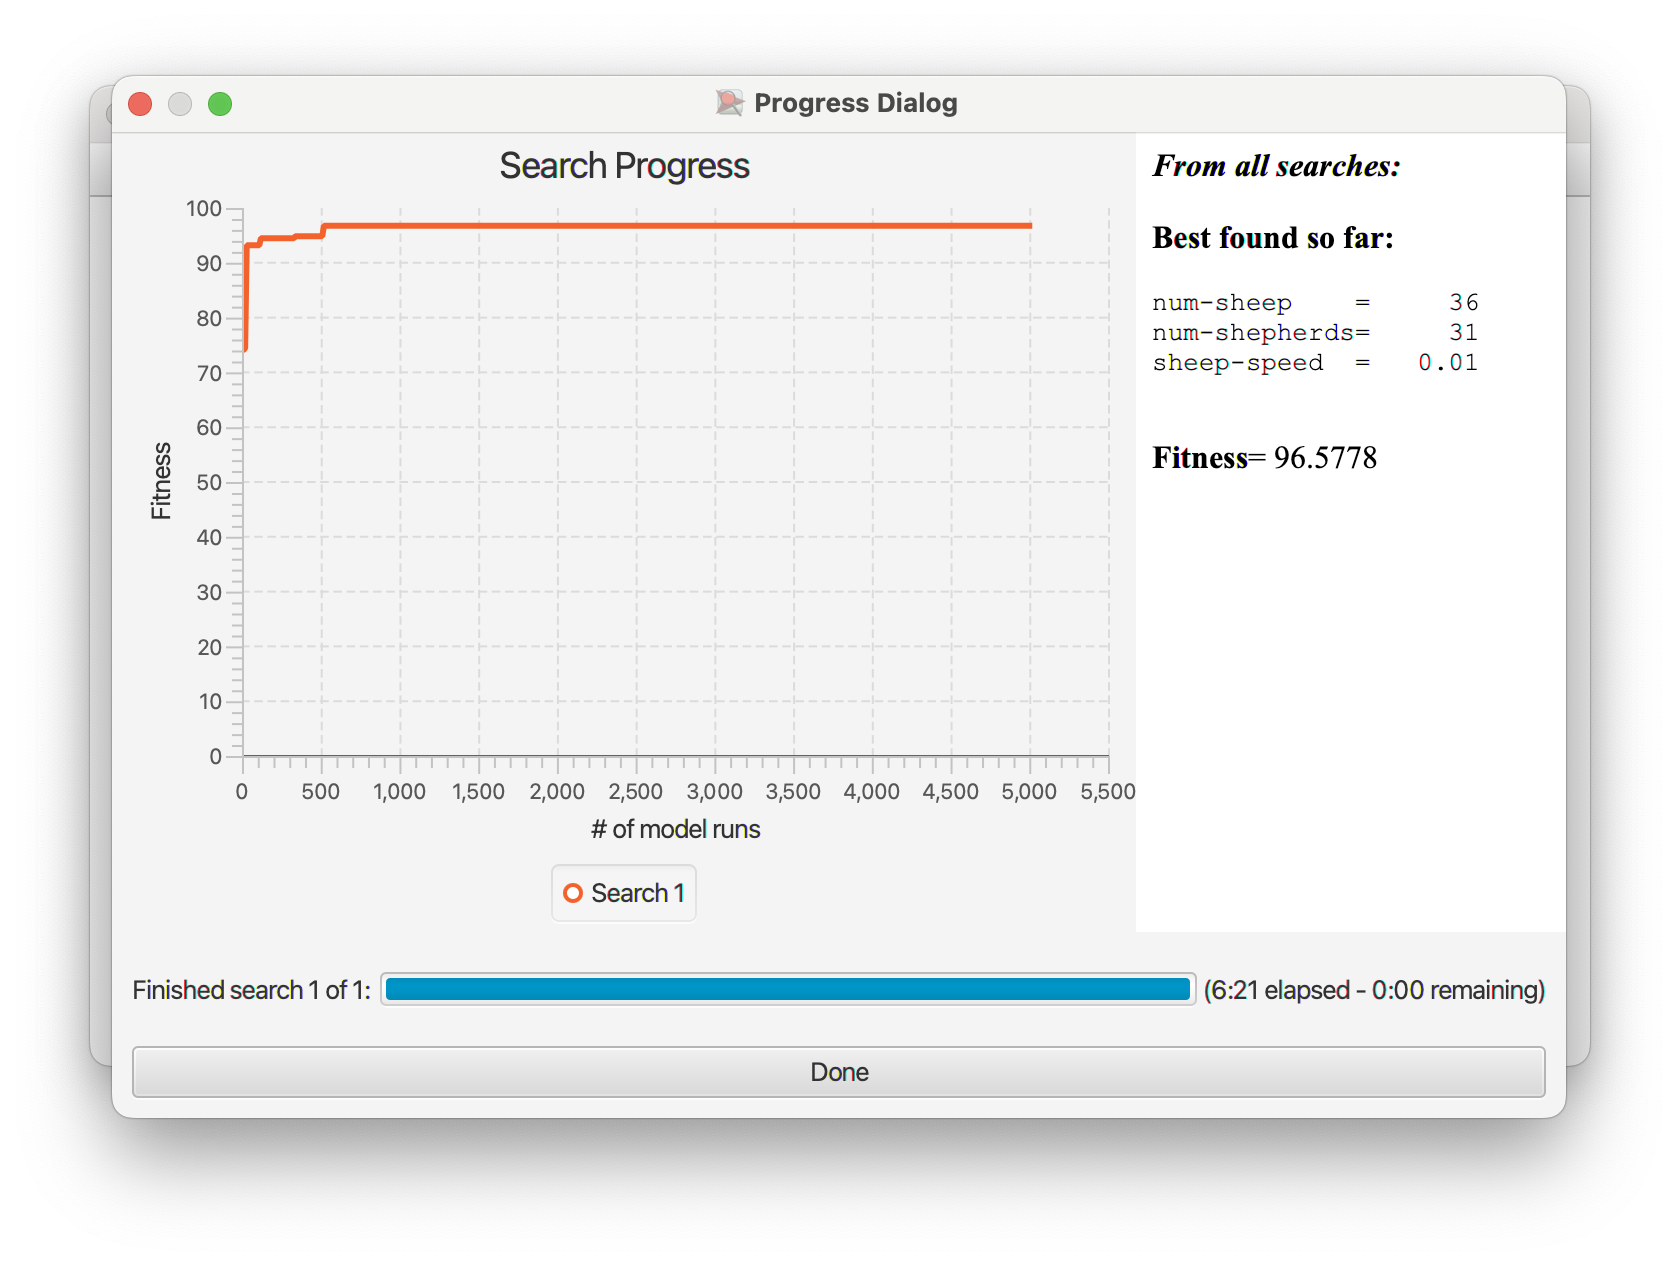 Progress Dialog
Search Progress
100
90
80
70
60
50
40
30
20
10
0
Fitness
0 500 1,000 1,500 2,000 2,500 3,000 3,500 4,000 4,500 5,000 5,500
# of model runs
Search 1
From all searches:
Best found so far:
num-sheep = 36
num-shepherds= 31
sheep-speed = 0.01
Fitness= 96.5778
Finished search 1 of 1: (6:21 elapsed - 0:00 remaining)
Done